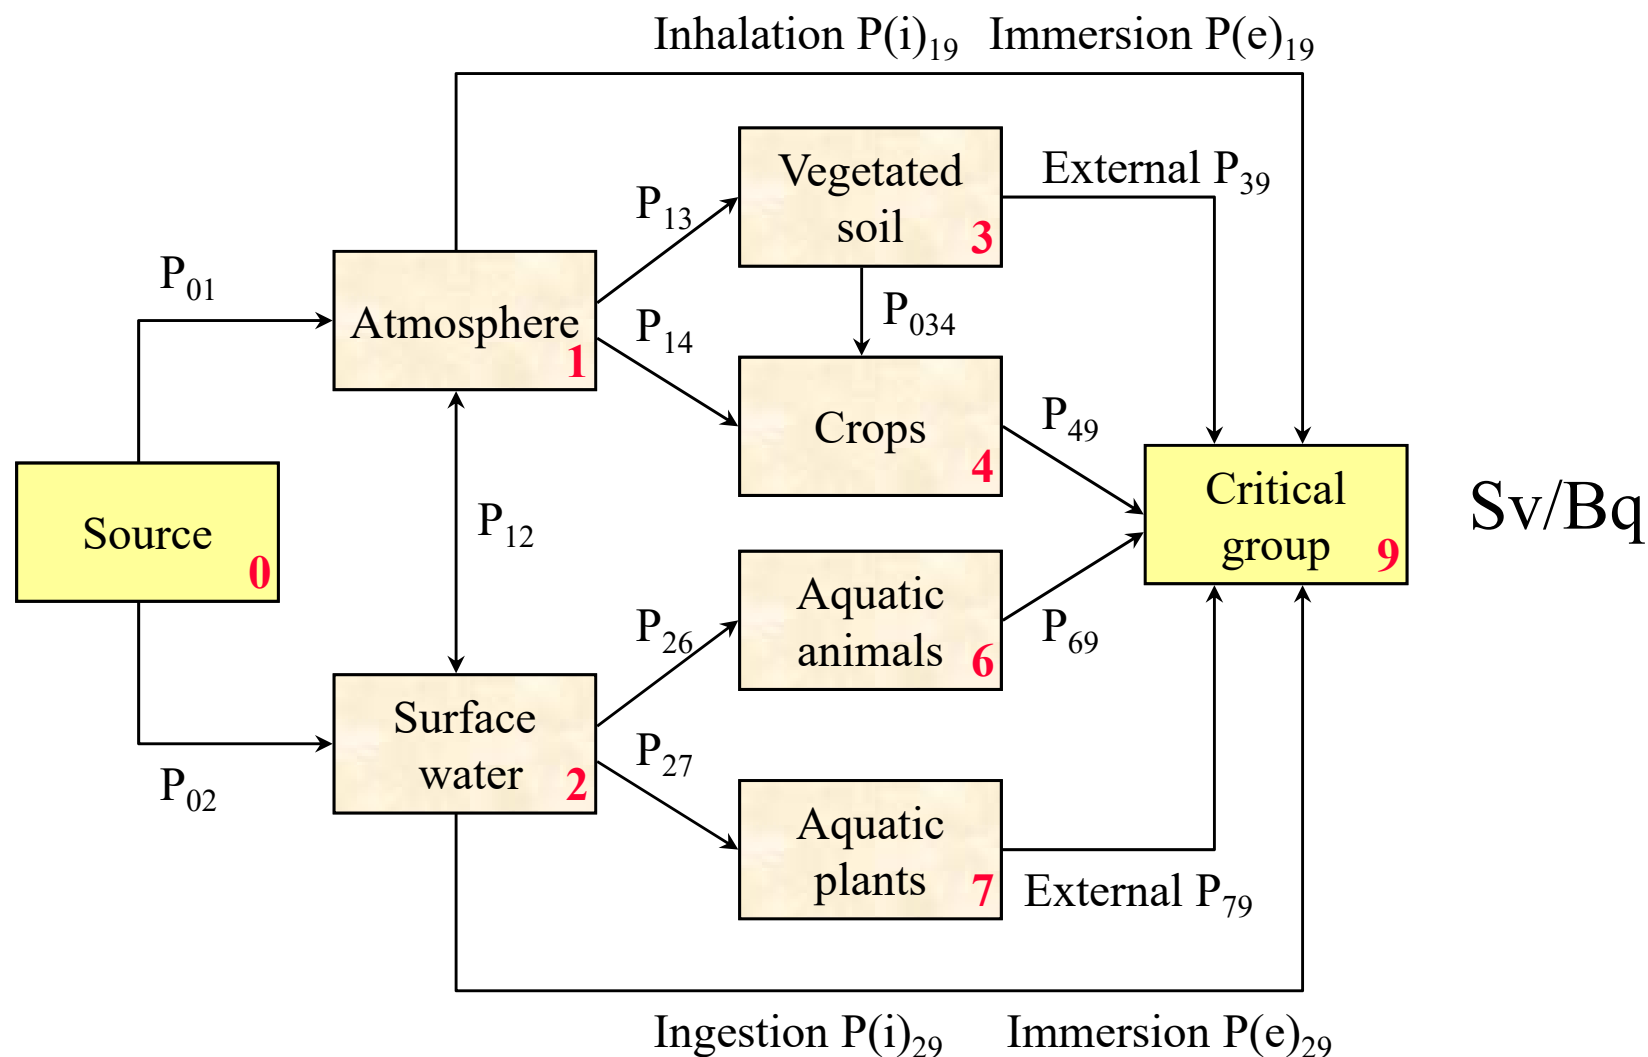 Inhalation P(i)₁₉ Immersion P(e)₁₉
Vegetated
soil
3
External P₃₉
P₁₃
P₀₁
Atmosphere
1
P₁₄
P₀₃₄
Crops
4
P₄₉
Source
0
P₁₂
Critical
group
9
Sv/Bq
Aquatic
animals
6
P₂₆
P₆₉
Surface
water
2
P₂₇
P₀₂
Aquatic
plants
7
External P₇₉
Ingestion P(i)₂₉ Immersion P(e)₂₉